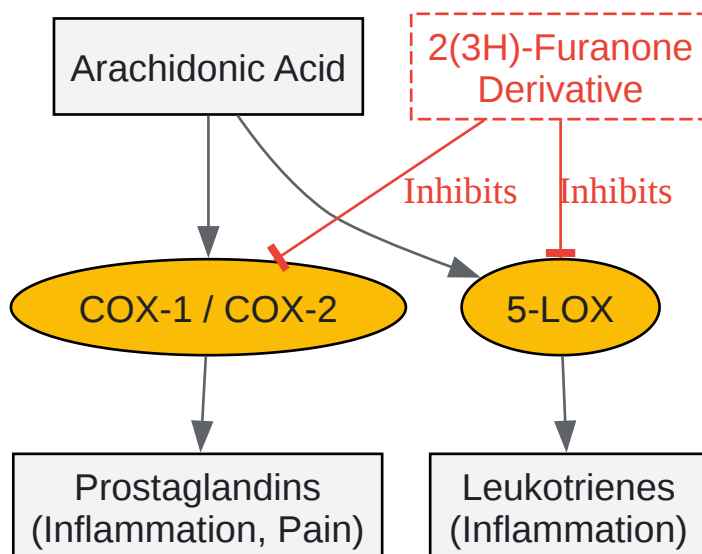 Arachidonic Acid
2(3H)-Furanone
Derivative
Inhibits
Inhibits
COX-1 / COX-2
5-LOX
Prostaglandins
(Inflammation, Pain)
Leukotrienes
(Inflammation)